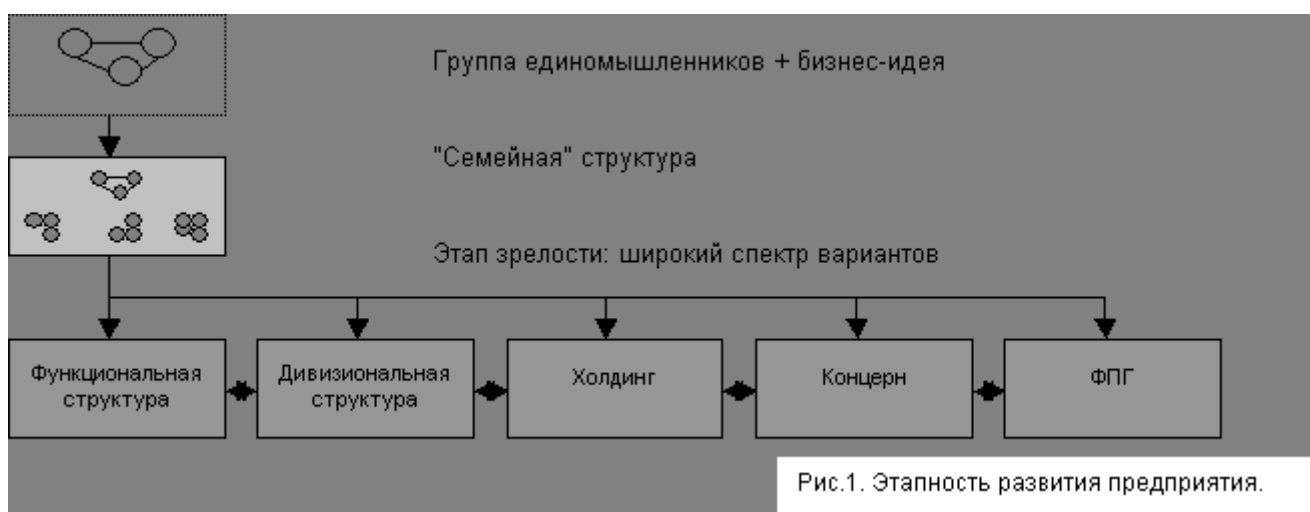 Группа единомышленников + бизнес-идея
"Семейная" структура
Этап зрелости: широкий спектр вариантов
Функциональная
структура
Дивизиональная
структура
Холдинг
Концерн
ФПГ
Рис.1. Этапность развития предприятия.